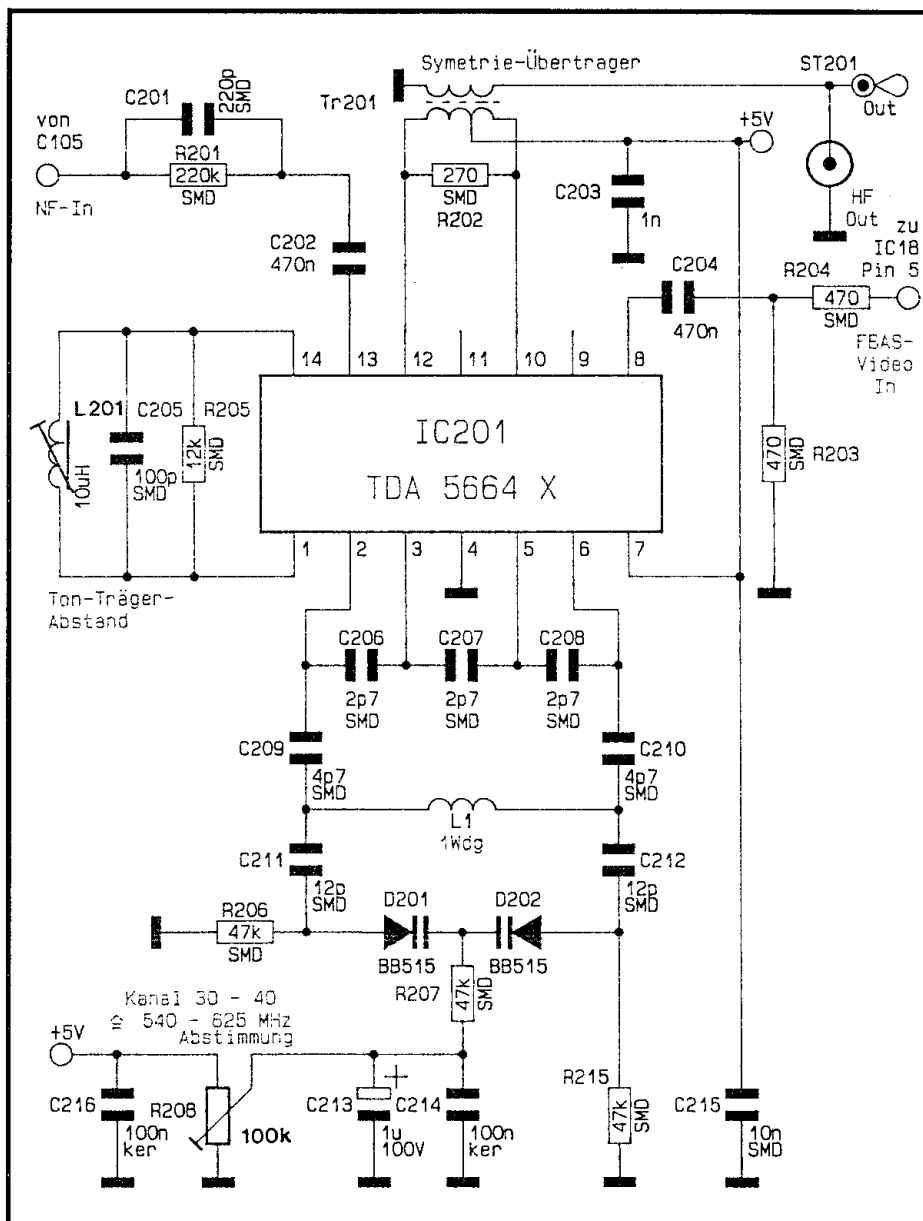 Symetrie-Übertrager
ST201
Out
C201
220p
SMD
Tr201
von
C105
+5V
R201
220k
SMD
NF-In
270
SMD
R202
C203
1n
HF
Out
zu
IC18
Pin 5
C202
470n
C204
470n
R204
470
SMD
FBAS-
Video
In
14 13 12 11 10 9 8
L201
10uH
C205
100p
SMD
R205
12k
SMD
IC201
TDA 5664 X
470
SMD
R203
1 2 3 4 5 6 7
Ton-Träger-
Abstand
C206
2p7
SMD
C207
2p7
SMD
C208
2p7
SMD
C209
4p7
SMD
C210
4p7
SMD
L1
1Wdg
C211
12p
SMD
C212
12p
SMD
R206
47k
SMD
D201
BB515
D202
BB515
R207
47k
SMD
Kanal 30 - 40
≙ 540 - 625 MHz
Abstimmung
+5V
C216
100n
ker
R208
100k
C213
1u
100V
+
C214
100n
ker
R215
47k
SMD
C215
10n
SMD